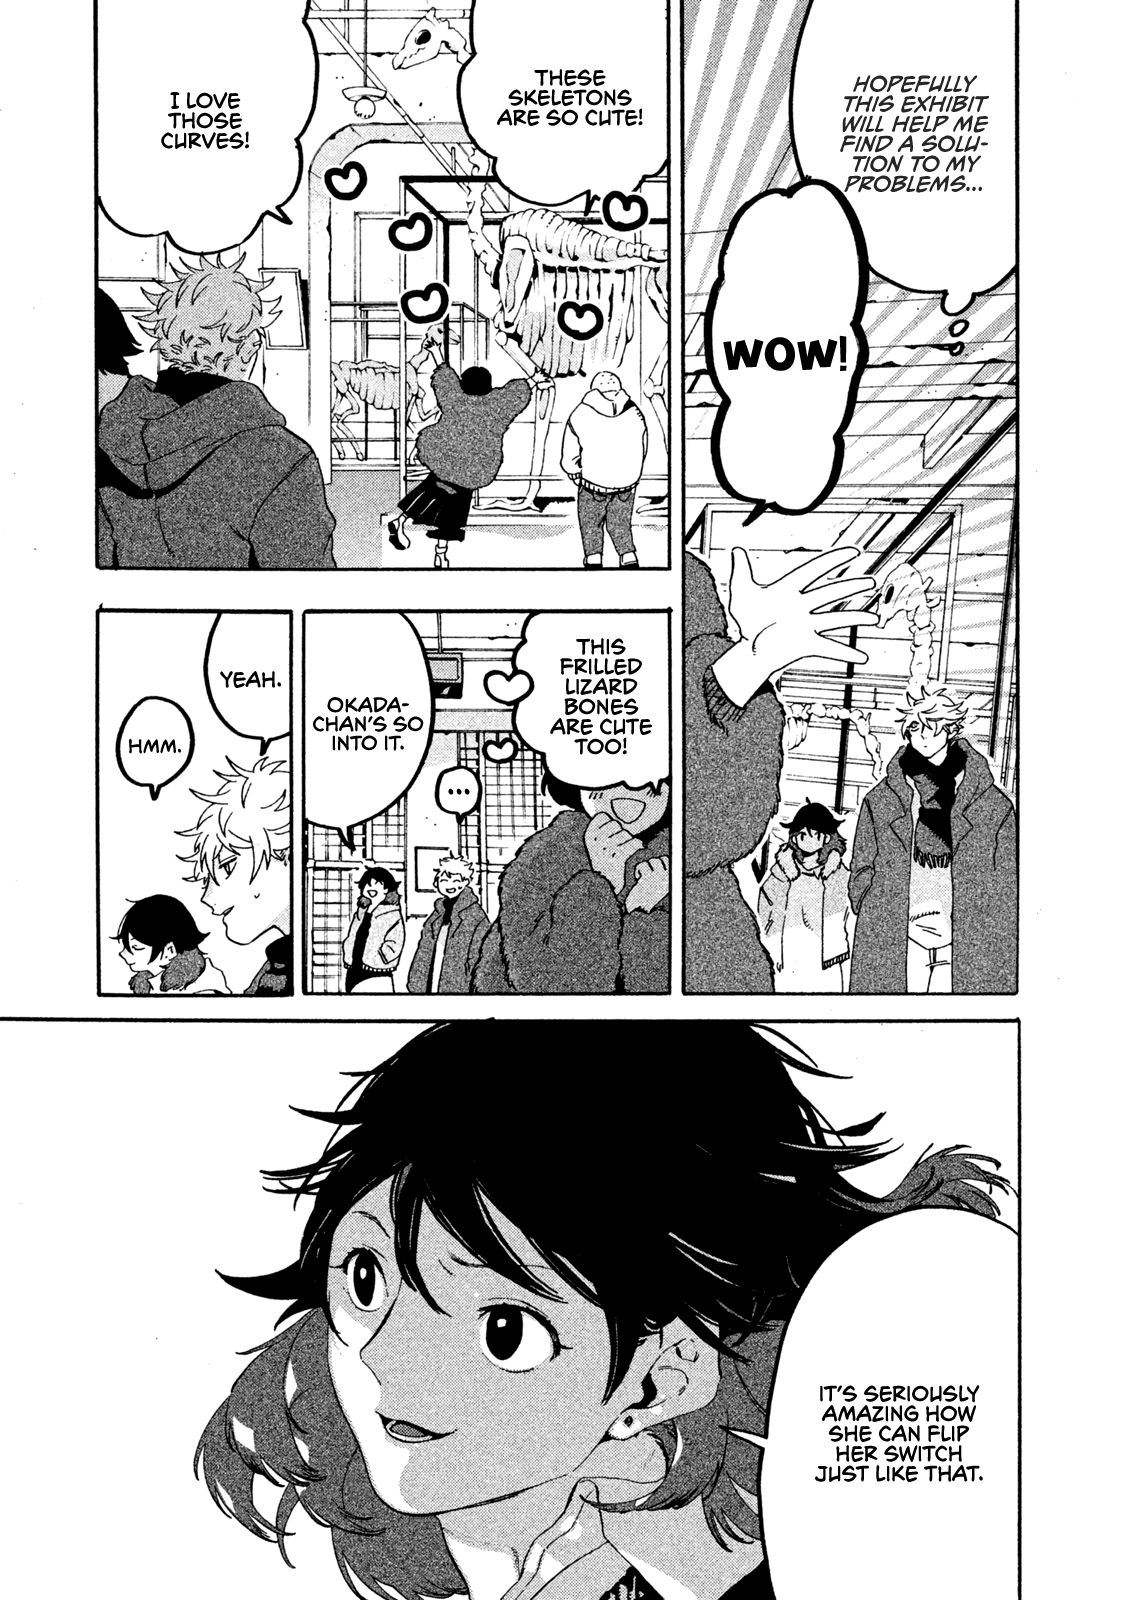 HOPEFULLY
THIS EXHIBIT
WILL HELP ME
FIND A SOLU-
TION TO MY
PROBLEMS...
WOW!
THESE
SKELETONS
ARE SO CUTE!
I LOVE
THOSE
CURVES!
THIS
FRILLED
LIZARD
BONES
ARE CUTE
TOO!
...
OKADA-
CHAN'S SO
INTO IT.
YEAH.
HMM.
IT'S SERIOUSLY
AMAZING HOW
SHE CAN FLIP
HER SWITCH
JUST LIKE THAT.